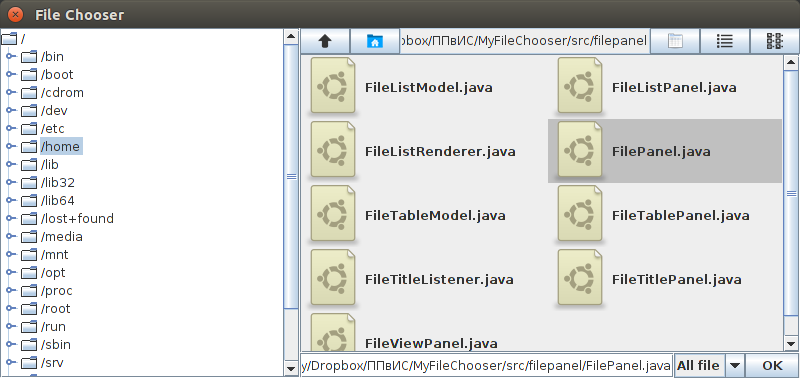 File Chooser
/
/bin
/boot
/cdrom
/dev
/etc
/home
/lib
/lib32
/lib64
/lost+found
/media
/mnt
/opt
/proc
/root
/run
/sbin
/srv
box/ППвИС/MyFileChooser/src/filepanel
FileListModel.java FileListPanel.java
FileListRenderer.java FilePanel.java
FileTableModel.java FileTablePanel.java
FileTitleListener.java FileTitlePanel.java
FileViewPanel.java
y/Dropbox/ППвИС/MyFileChooser/src/filepanel/FilePanel.java All file OK